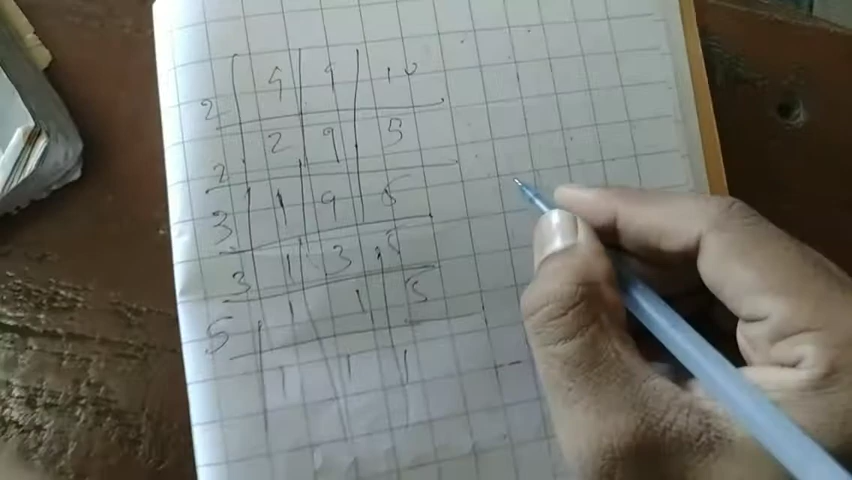 2 4 9 10
2 2 9 5
3 1 9 5
3 1 3 5
5 1 1 5
1 1 1